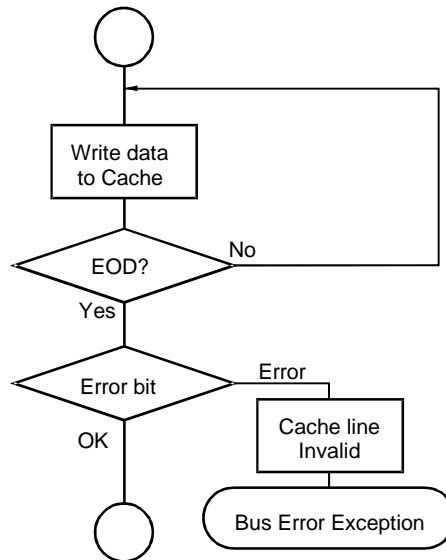 Write data
to Cache
EOD?
No
Yes
Error bit
Error
OK
Cache line
Invalid
Bus Error Exception